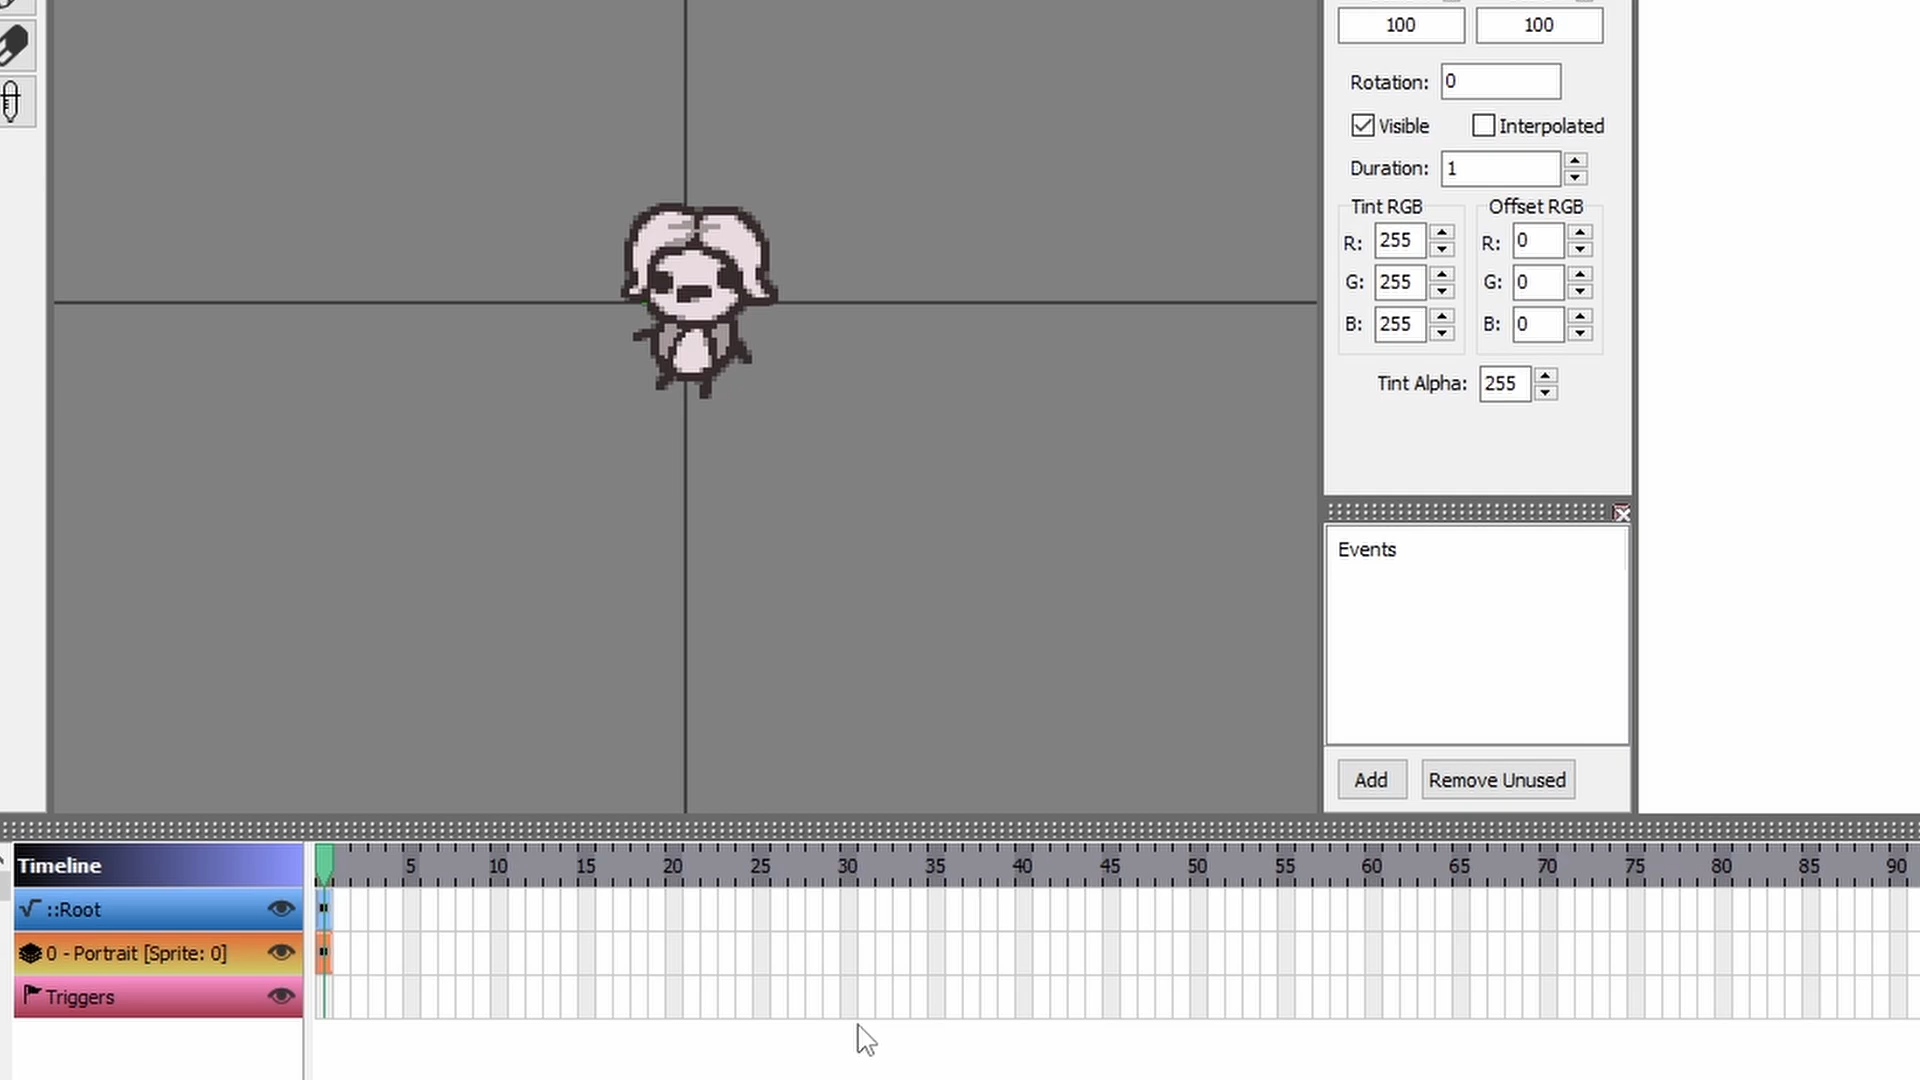 100 100
Rotation: 0
Visible Interpolated
Duration: 1
Tint RGB Offset RGB
R: 255 R: 0
G: 255 G: 0
B: 255 B: 0
Tint Alpha: 255
Events
Add Remove Unused
Timeline 5 10 15 20 25 30 35 40 45 50 55 60 65 70 75 80 85 90
::Root
0 - Portrait [Sprite: 0]
Triggers